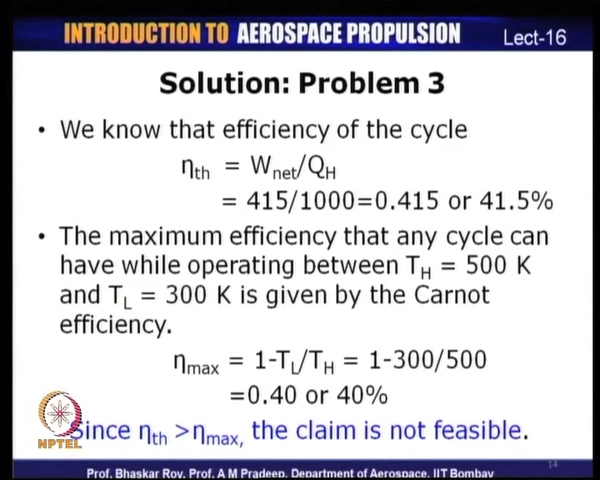 INTRODUCTION TO AEROSPACE PROPULSION Lect-16
Solution: Problem 3
• We know that efficiency of the cycle
ηth = Wnet/QH
= 415/1000=0.415 or 41.5%
• The maximum efficiency that any cycle can
have while operating between TH = 500 K
and TL = 300 K is given by the Carnot
efficiency.
ηmax = 1-TL/TH = 1-300/500
=0.40 or 40%
Since ηth >ηmax, the claim is not feasible.
NPTEL
14
Prof. Bhaskar Roy, Prof. A M Pradeep, Department of Aerospace, IIT Bombay